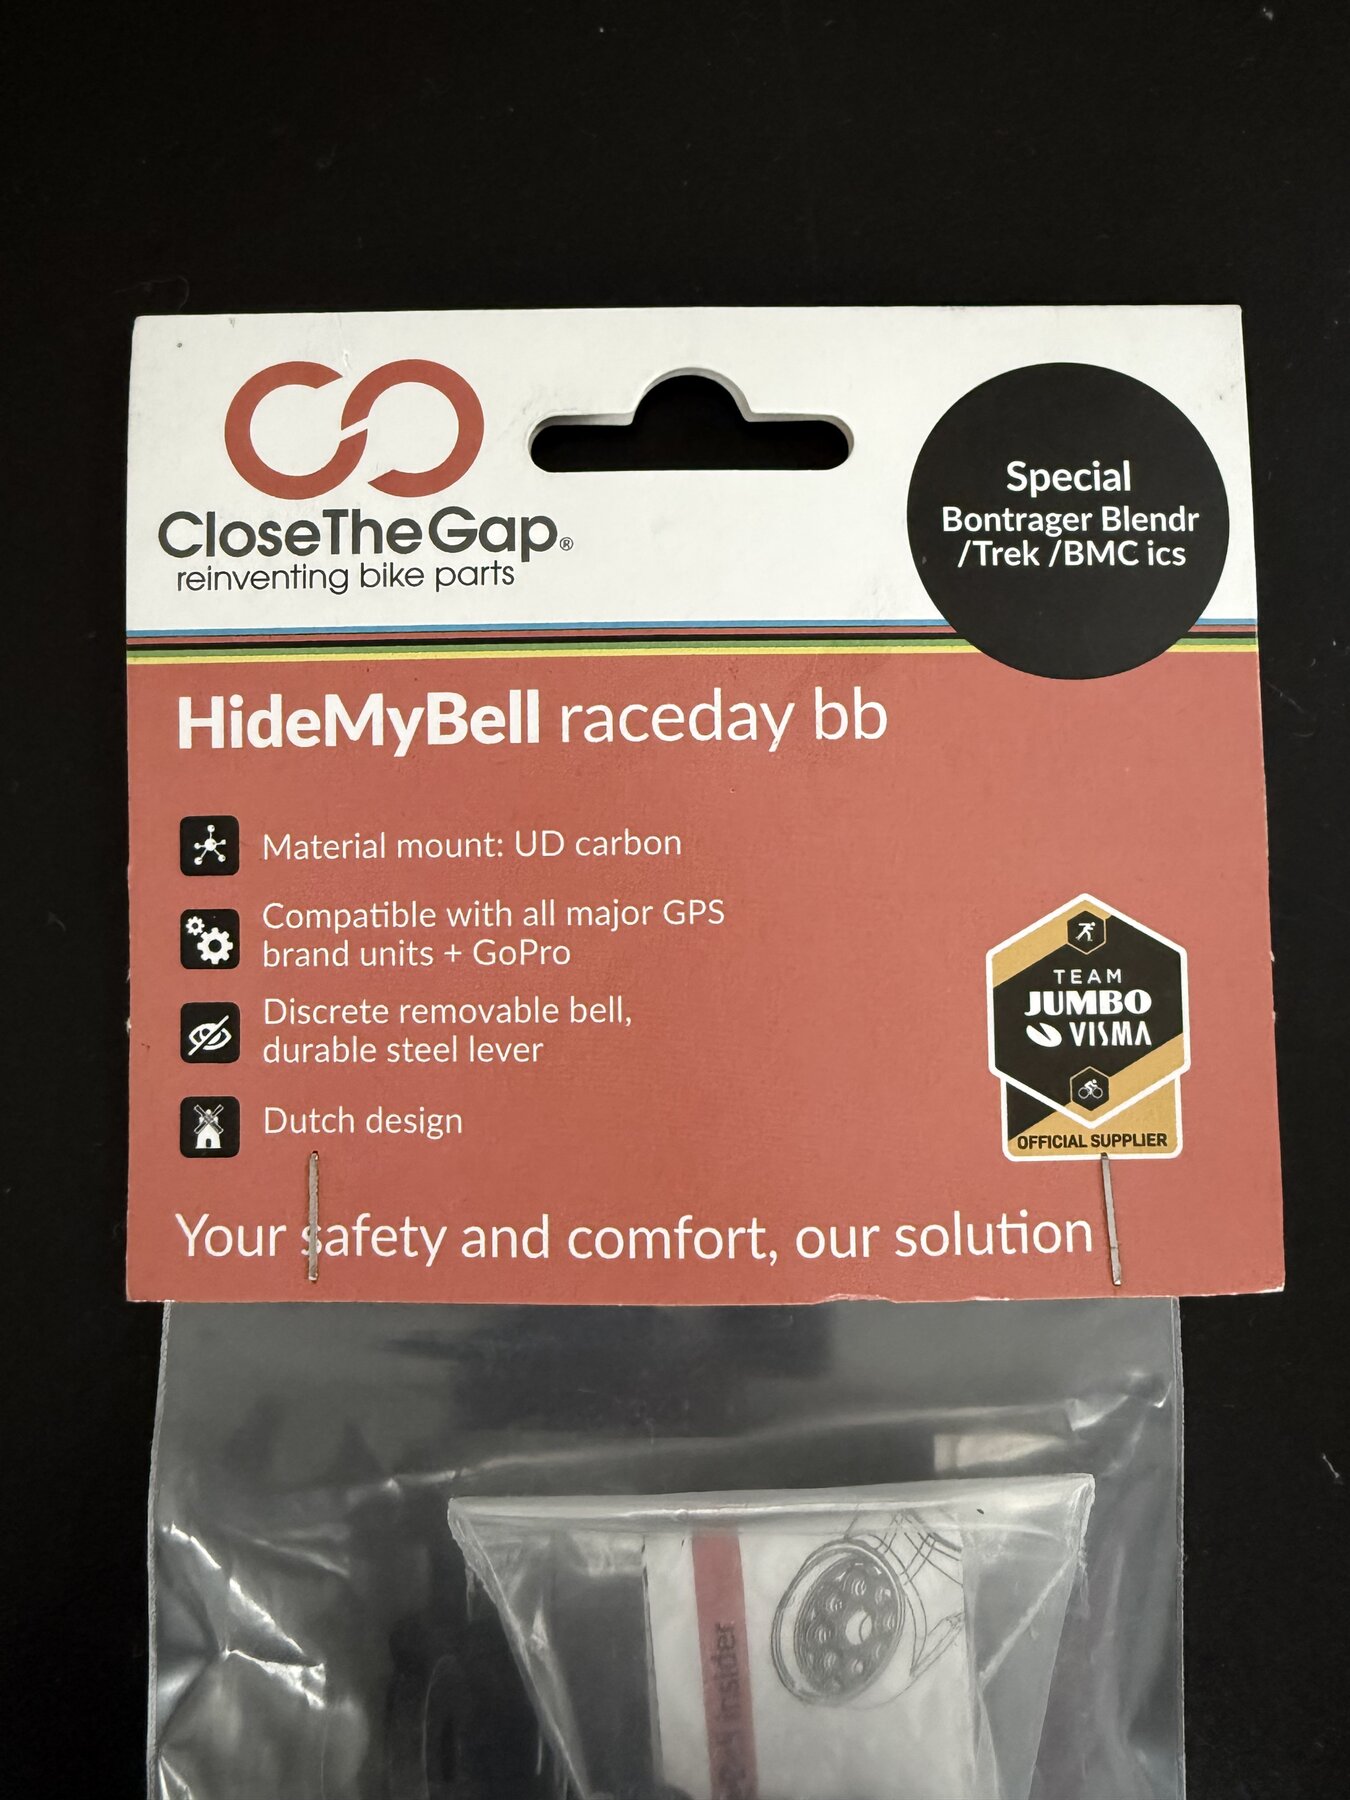 CloseTheGap®
reinventing bike parts
Special
Bontrager Blendr
/Trek /BMC ics
HideMyBell raceday bb
Material mount: UD carbon
Compatible with all major GPS
brand units + GoPro
Discrete removable bell,
durable steel lever
Dutch design
TEAM
JUMBO
VISMA
OFFICIAL SUPPLIER
Your safety and comfort, our solution
insider